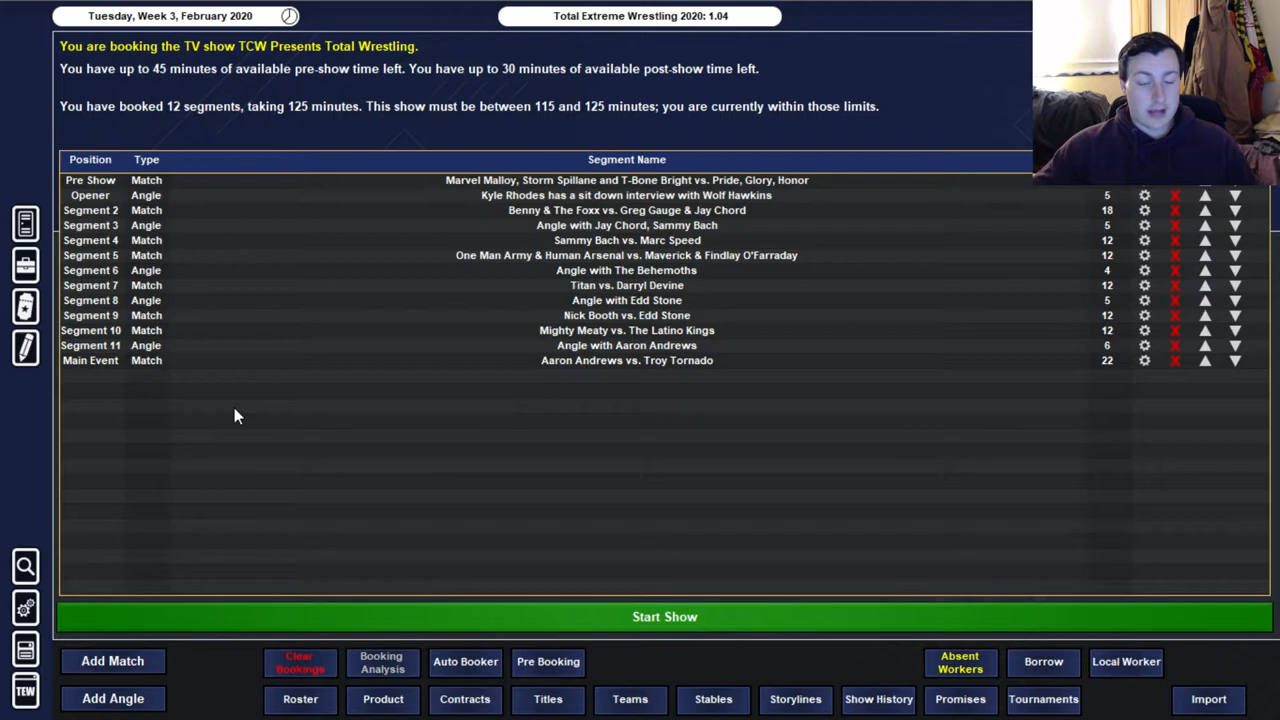 Tuesday, Week 3, February 2020
Total Extreme Wrestling 2020: 1.04
You are booking the TV show TCW Presents Total Wrestling.
You have up to 45 minutes of available pre-show time left. You have up to 30 minutes of available post-show time left.
You have booked 12 segments, taking 125 minutes. This show must be between 115 and 125 minutes; you are currently within those limits.
Position Type Segment Name
Pre Show Match Marvel Malloy, Storm Spillane and T-Bone Bright vs. Pride, Glory, Honor
Opener Angle Kyle Rhodes has a sit down interview with Wolf Hawkins 5 X
Segment 2 Match Benny & The Foxx vs. Greg Gauge & Jay Chord 18 X
Segment 3 Angle Angle with Jay Chord, Sammy Bach 5 X
Segment 4 Match Sammy Bach vs. Marc Speed 12 X
Segment 5 Match One Man Army & Human Arsenal vs. Maverick & Findlay O'Farraday 12 X
Segment 6 Angle Angle with The Behemoths 4 X
Segment 7 Match Titan vs. Darryl Devine 12 X
Segment 8 Angle Angle with Edd Stone 5 X
Segment 9 Match Nick Booth vs. Edd Stone 12 X
Segment 10 Match Mighty Meaty vs. The Latino Kings 12 X
Segment 11 Angle Angle with Aaron Andrews 6 X
Main Event Match Aaron Andrews vs. Troy Tornado 22 X
Start Show
Add Match Clear Bookings Booking Analysis Auto Booker Pre Booking Absent Workers Borrow Local Worker
TEW
Add Angle Roster Product Contracts Titles Teams Stables Storylines Show History Promises Tournaments Import